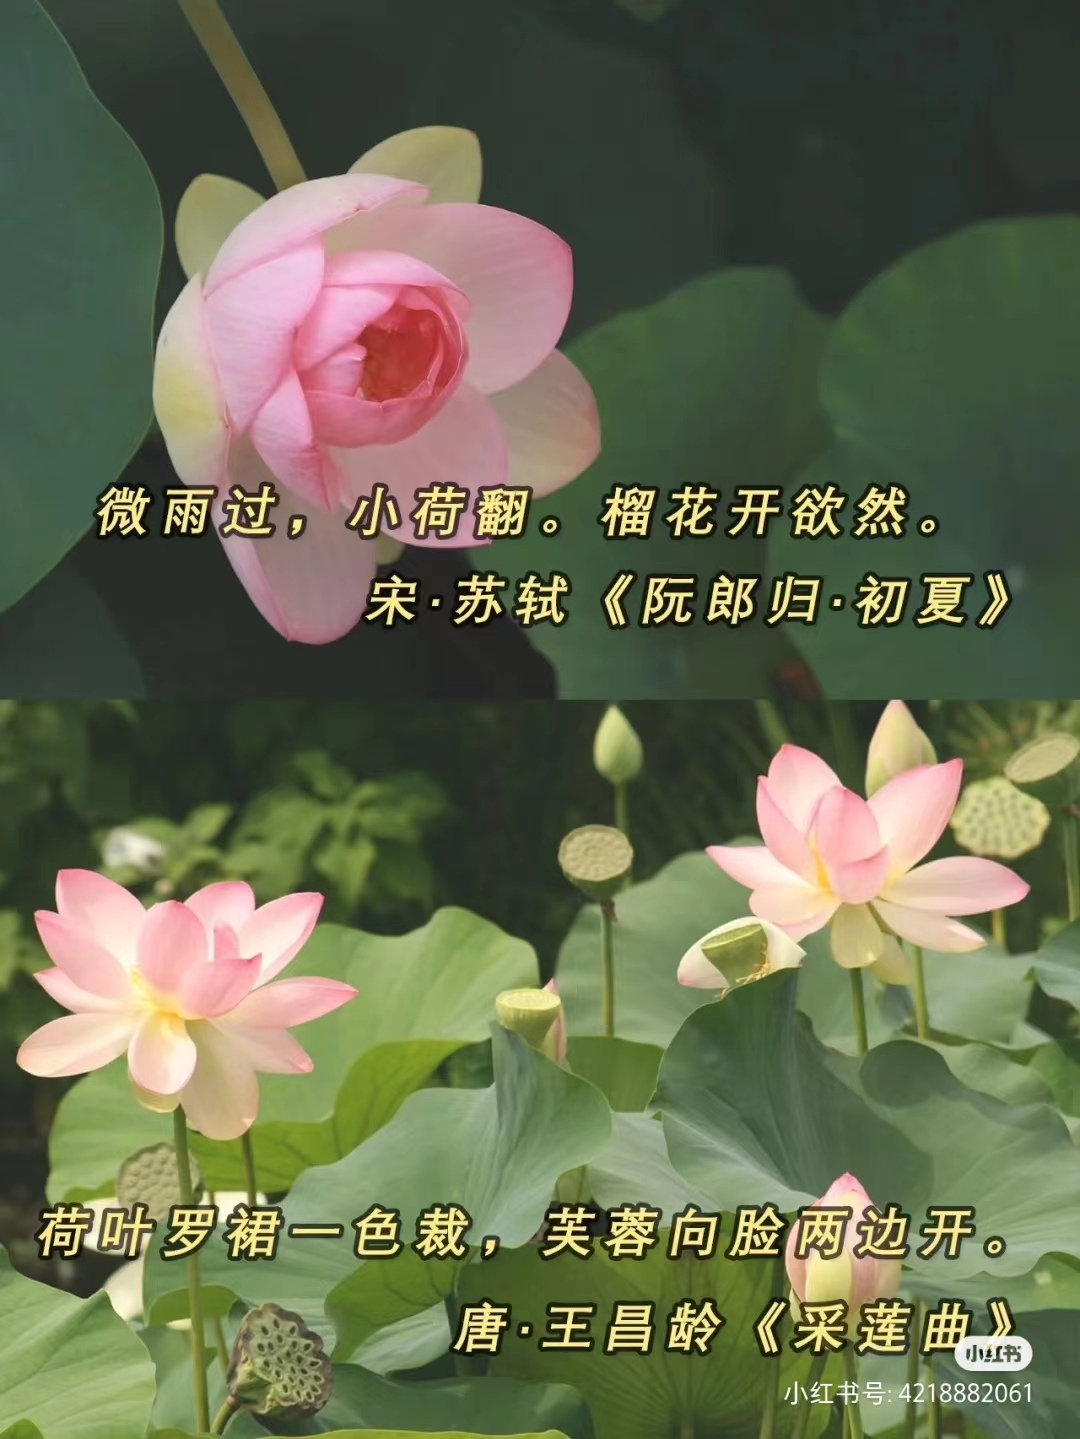 微雨过，小荷翻。榴花开欲然。
宋·苏轼《阮郎归·初夏》
荷叶罗裙一色裁，芙蓉向脸两边开。
唐·王昌龄《采莲曲》
小红书
小红书号: 4218882061